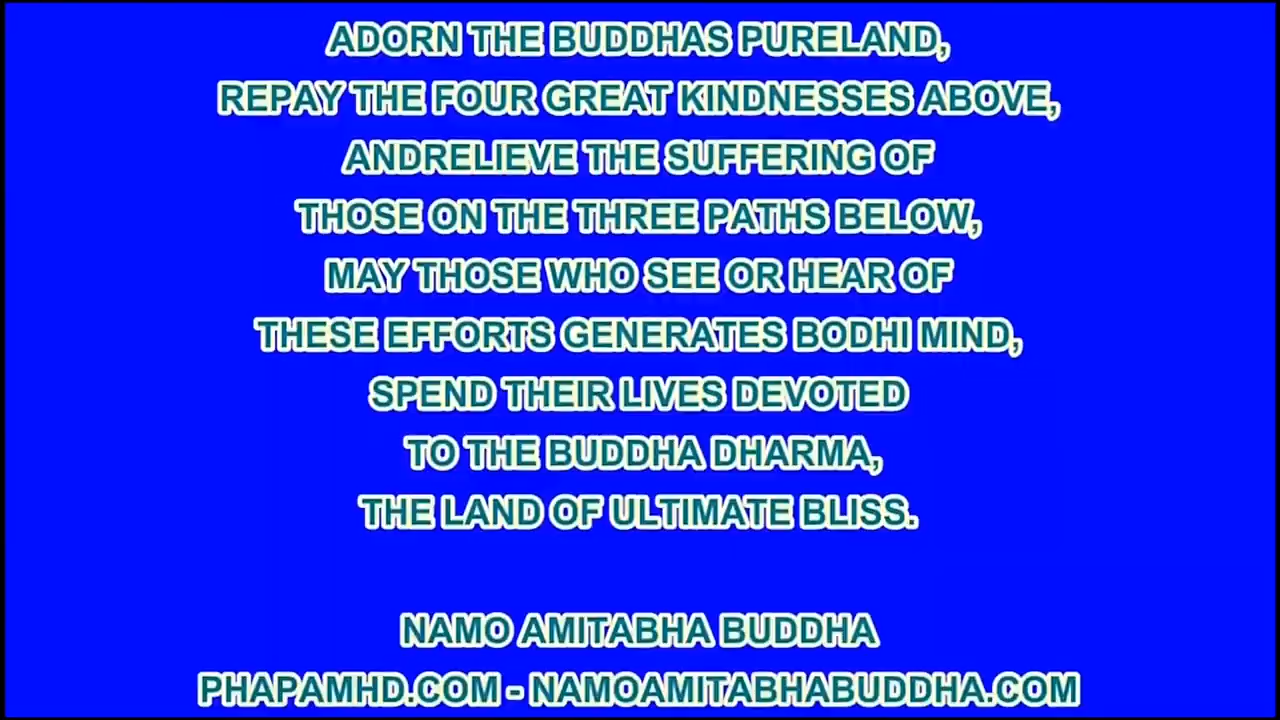 ADORN THE BUDDHAS PURELAND,
REPAY THE FOUR GREAT KINDNESSES ABOVE,
ANDRELIEVE THE SUFFERING OF
THOSE ON THE THREE PATHS BELOW,
MAY THOSE WHO SEE OR HEAR OF
THESE EFFORTS GENERATES BODHI MIND,
SPEND THEIR LIVES DEVOTED
TO THE BUDDHA DHARMA,
THE LAND OF ULTIMATE BLISS.
NAMO AMITABHA BUDDHA
PHAPAMHD.COM - NAMOAMITABHABUDDHA.COM